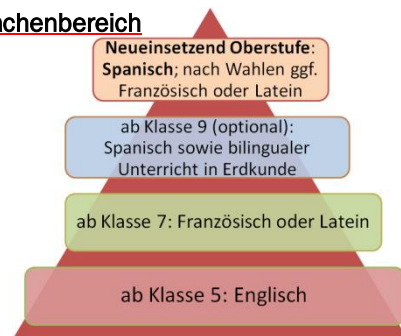 chenbereich
Neueinsetzend Oberstufe:
Spanisch; nach Wahlen ggf.
Französisch oder Latein
ab Klasse 9 (optional):
Spanisch sowie bilingualer
Unterricht in Erdkunde
ab Klasse 7: Französisch oder Latein
ab Klasse 5: Englisch